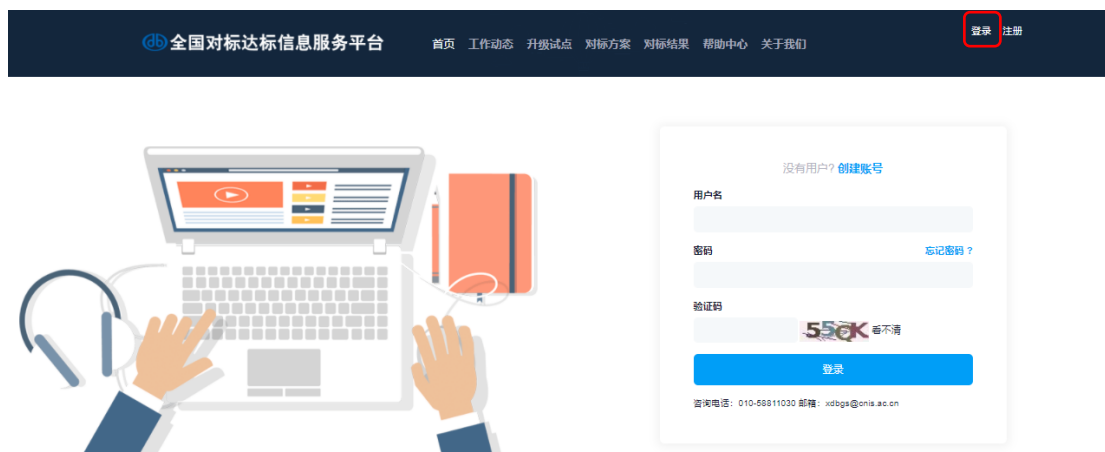 全国对标达标信息服务平台 首页 工作动态 升级试点 对标方案 对标结果 帮助中心 关于我们 登录 注册
没有用户? 创建账号
用户名
密码 忘记密码 ?
验证码
看不清
登录
咨询电话：010-58811030 邮箱：xdbgs@cnis.ac.cn